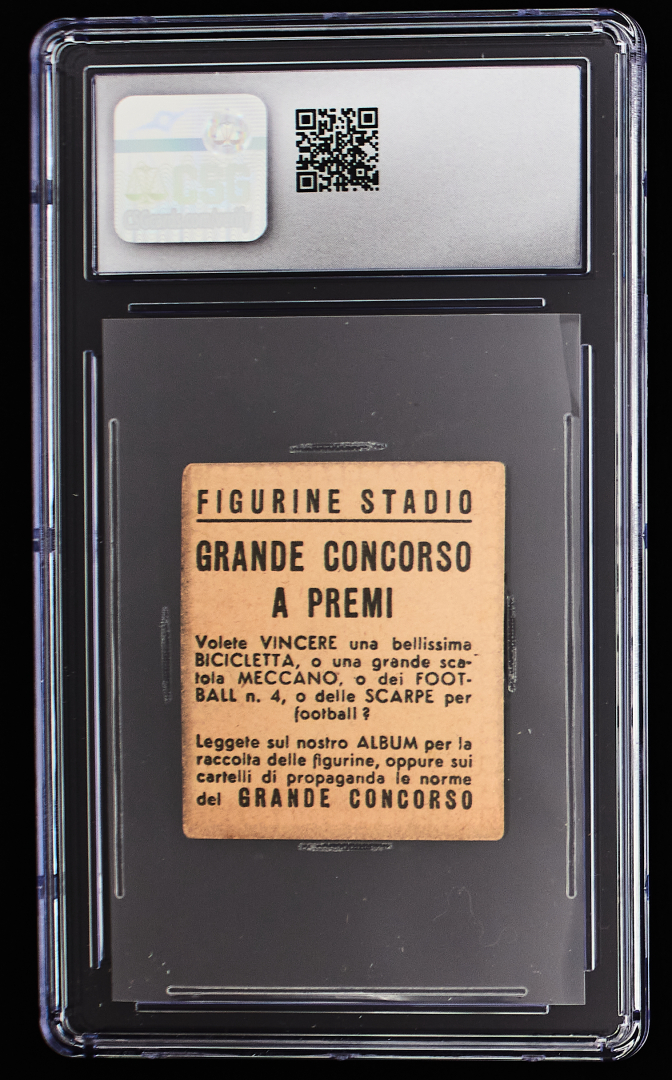 CSG
FIGURINE STADIO
GRANDE CONCORSO
A PREMI
Volete VINCERE una bellissima
BICICLETTA, o una grande sca-
tola MECCANO, o dei FOOT-
BALL n. 4, o delle SCARPE per
football ?
Leggete sul nostro ALBUM per la
raccolta delle figurine, oppure sui
cartelli di propaganda le norme
del GRANDE CONCORSO